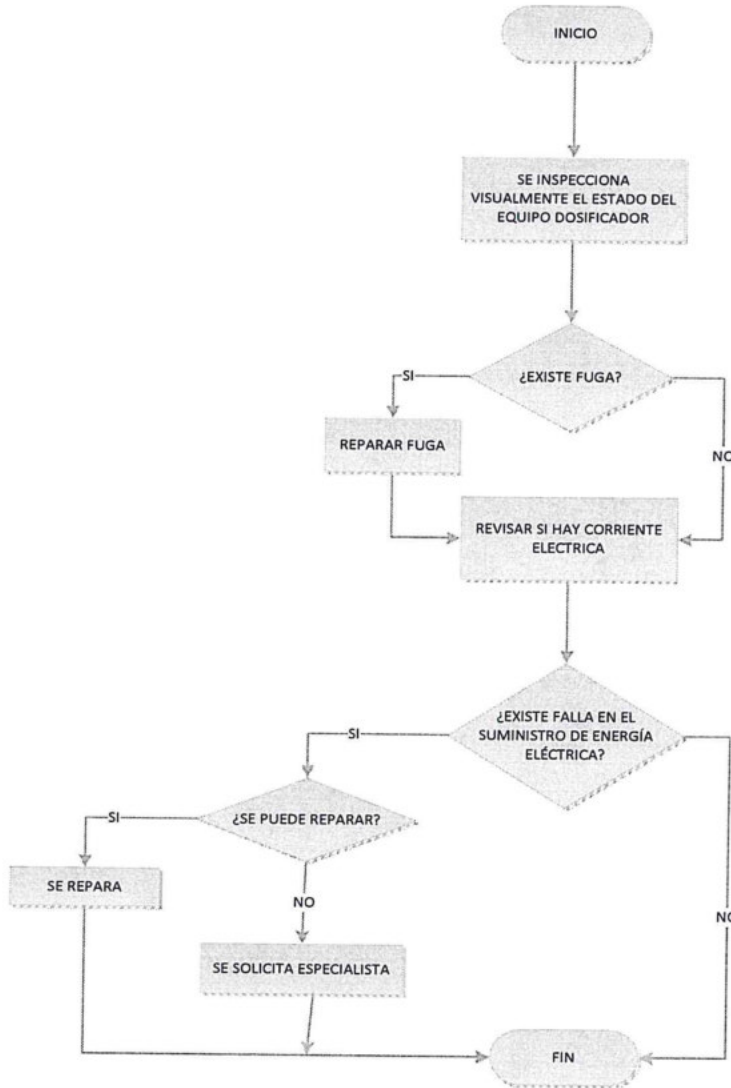 INICIO
SE INSPECCIONA
VISUALMENTE EL ESTADO DEL
EQUIPO DOSIFICADOR
¿EXISTE FUGA?
SI
REPARAR FUGA
NO
REVISAR SI HAY CORRIENTE
ELECTRICA
¿EXISTE FALLA EN EL
SUMINISTRO DE ENERGÍA
ELÉCTRICA?
SI
¿SE PUEDE REPARAR?
SI
SE REPARA
NO
NO
SE SOLICITA ESPECIALISTA
FIN